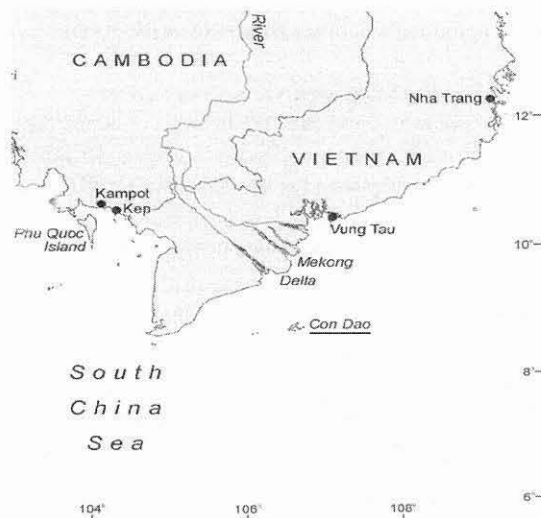 River
CAMBODIA
Nha Trang
12°
VIETNAM
Kampot
Kep
Phu Quoc
Island
Vung Tau
10°
Mekong
Delta
Con Dao
South
8°
China
Sea
6°
104°
106°
108°